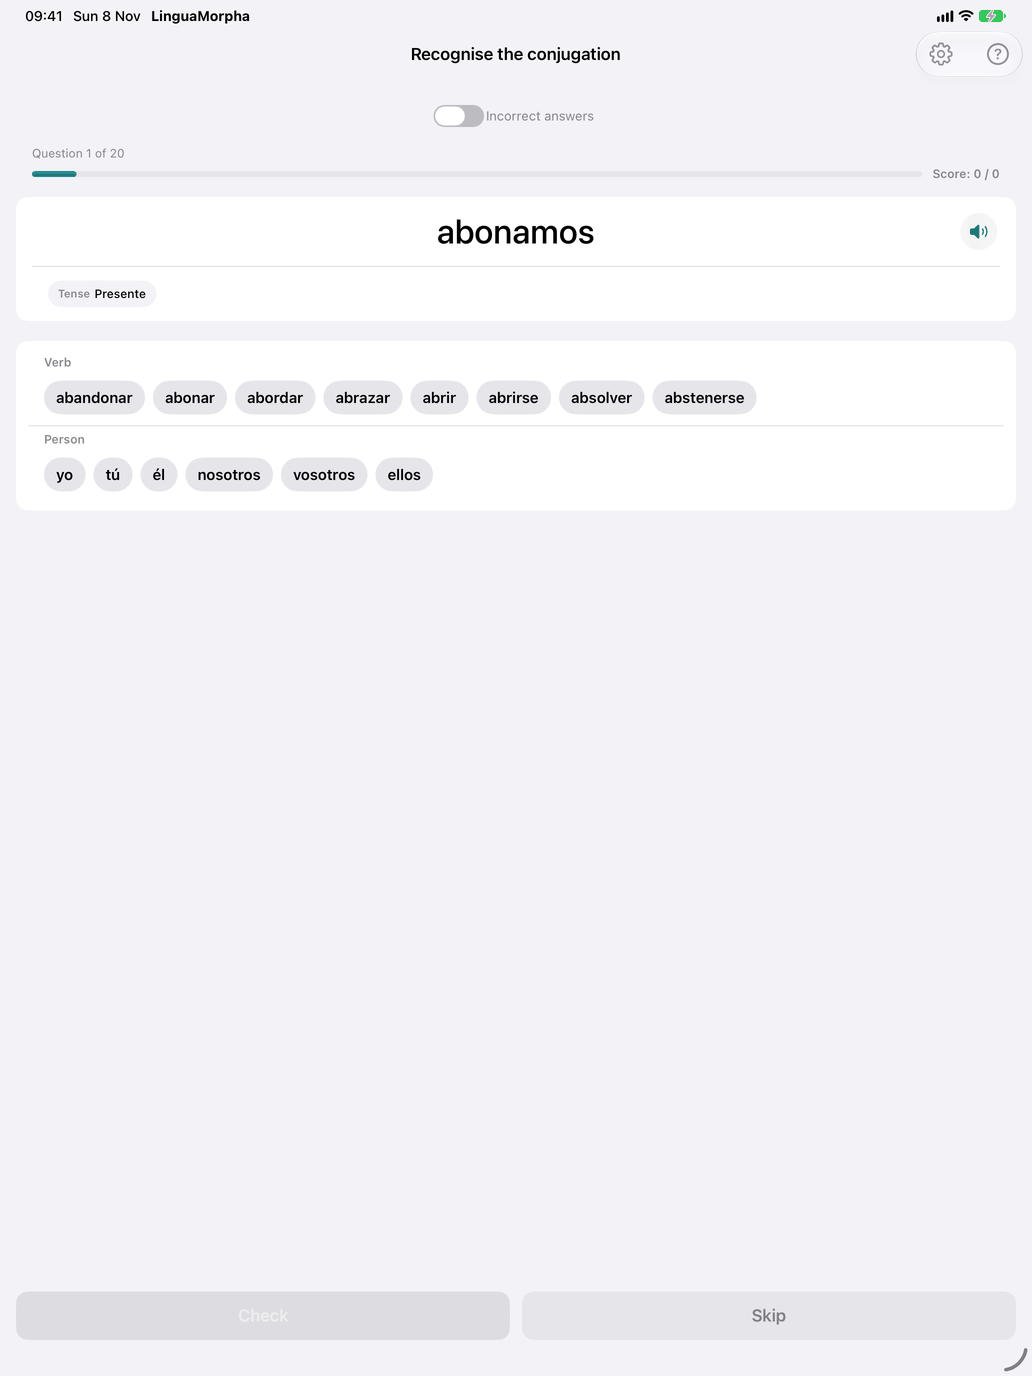 09:41 Sun 8 Nov LinguaMorpha
Recognise the conjugation
Incorrect answers
Question 1 of 20
Score: 0 / 0
abonamos
Tense Presente
Verb
abandonar abonar abordar abrazar abrir abrirse absolver abstenerse
Person
yo tú él nosotros vosotros ellos
Check Skip